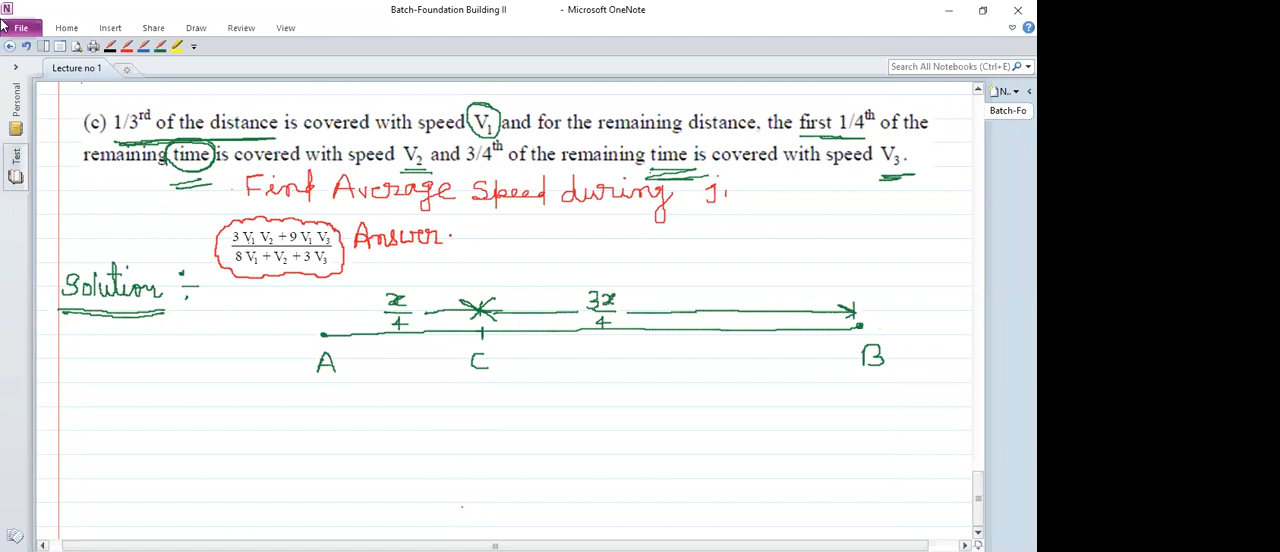 Batch-Foundation Building II - Microsoft OneNote
File Home Insert Share Draw Review View
Lecture no 1
Search All Notebooks (Ctrl+E)
Personal
Test
N..
Batch-Fo
(c) 1/3rd of the distance is covered with speed V1 and for the remaining distance, the first 1/4th of the
remaining time is covered with speed V2 and 3/4th of the remaining time is covered with speed V3.
Find Average Speed during j
3 V1 V2 + 9 V1 V3
8 V1 + V2 + 3 V3
Answer.
Solution :-
x/4 3x/4
A C B